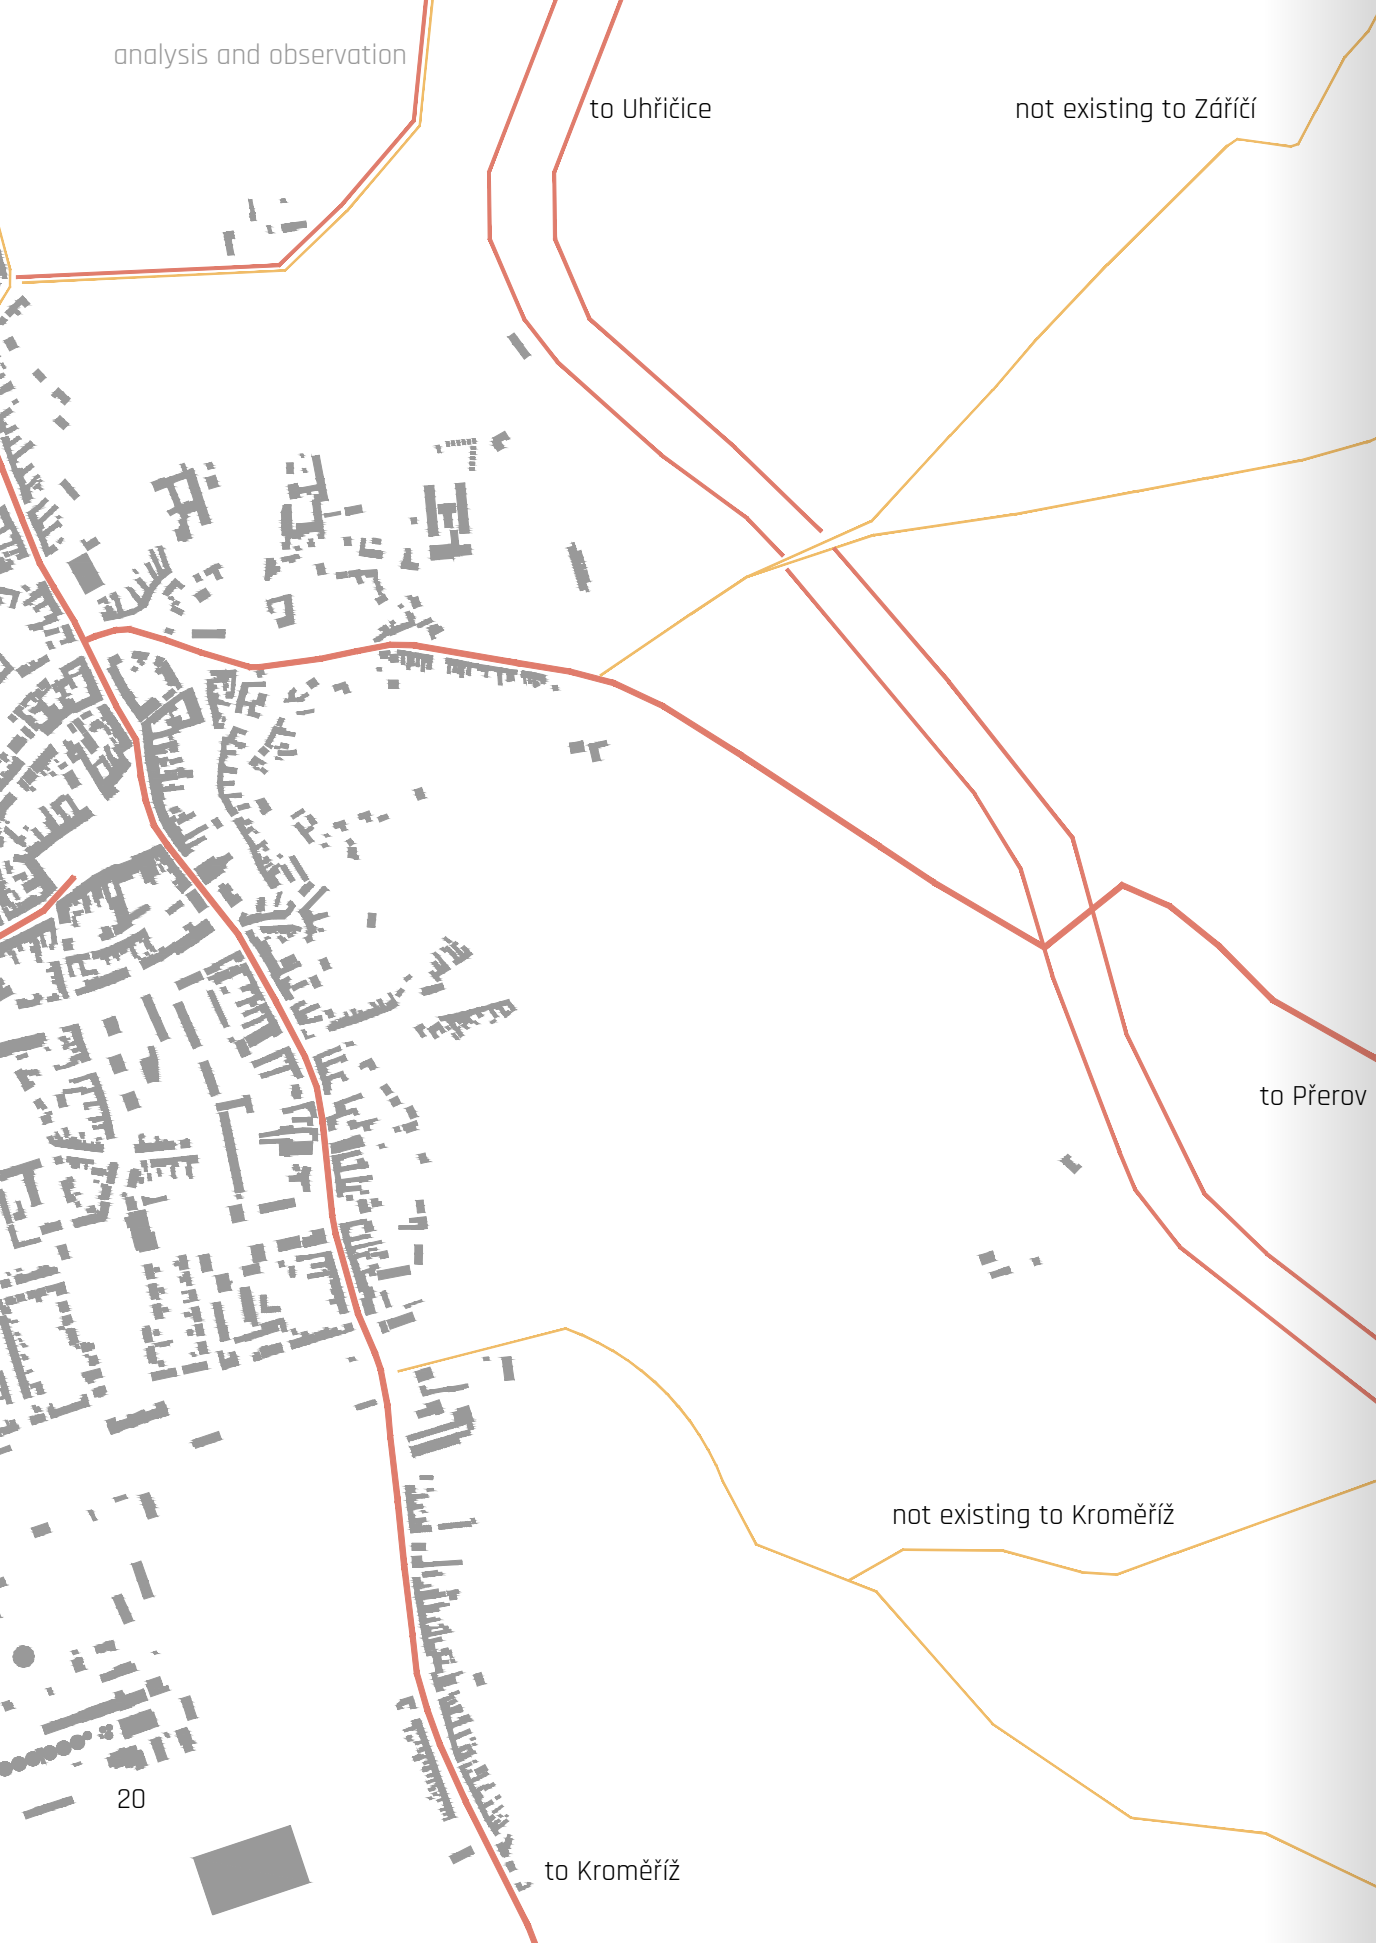 analysis and observation
to Uhřičice
not existing to Záříčí
to Přerov
not existing to Kroměříž
20
to Kroměříž